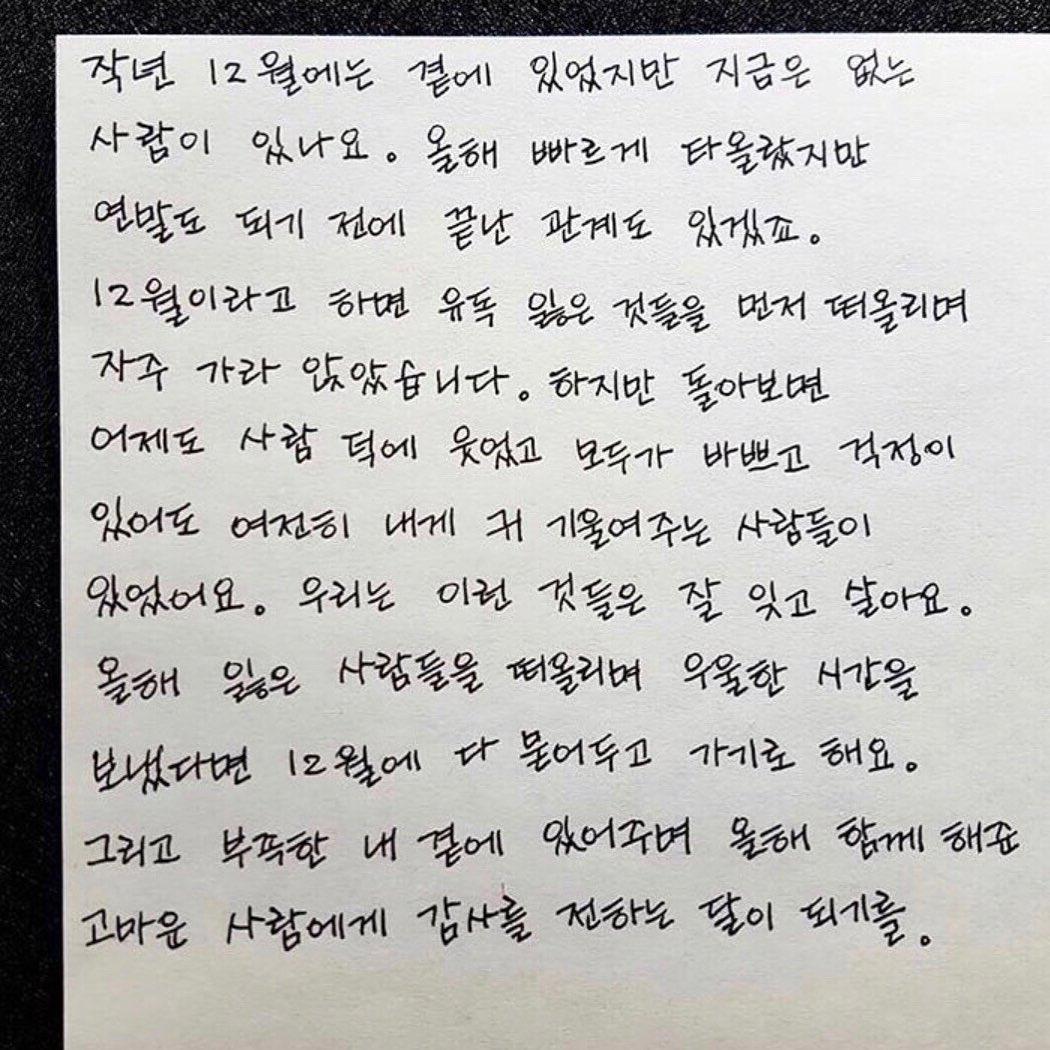 작년 12월에는 곁에 있었지만 지금은 없는
사람이 있나요. 올해 빠르게 타올랐지만
연말도 되기 전에 끝난 관계도 있겠죠.
12월이라고 하면 유독 잃은 것들을 먼저 떠올리며
자주 가라 앉았습니다. 하지만 돌아보면
어제도 사람 덕에 웃었고 모두가 바쁘고 걱정이
있어도 여전히 내게 귀 기울여주는 사람들이
있었어요. 우리는 이런 것들은 잘 잊고 살아요.
올해 잃은 사람들을 떠올리며 우울한 시간을
보냈다면 12월에 다 묻어두고 가기로 해요.
그리고 부족한 내 곁에 있어주며 올해 함께 해준
고마운 사람에게 감사를 전하는 달이 되기를.